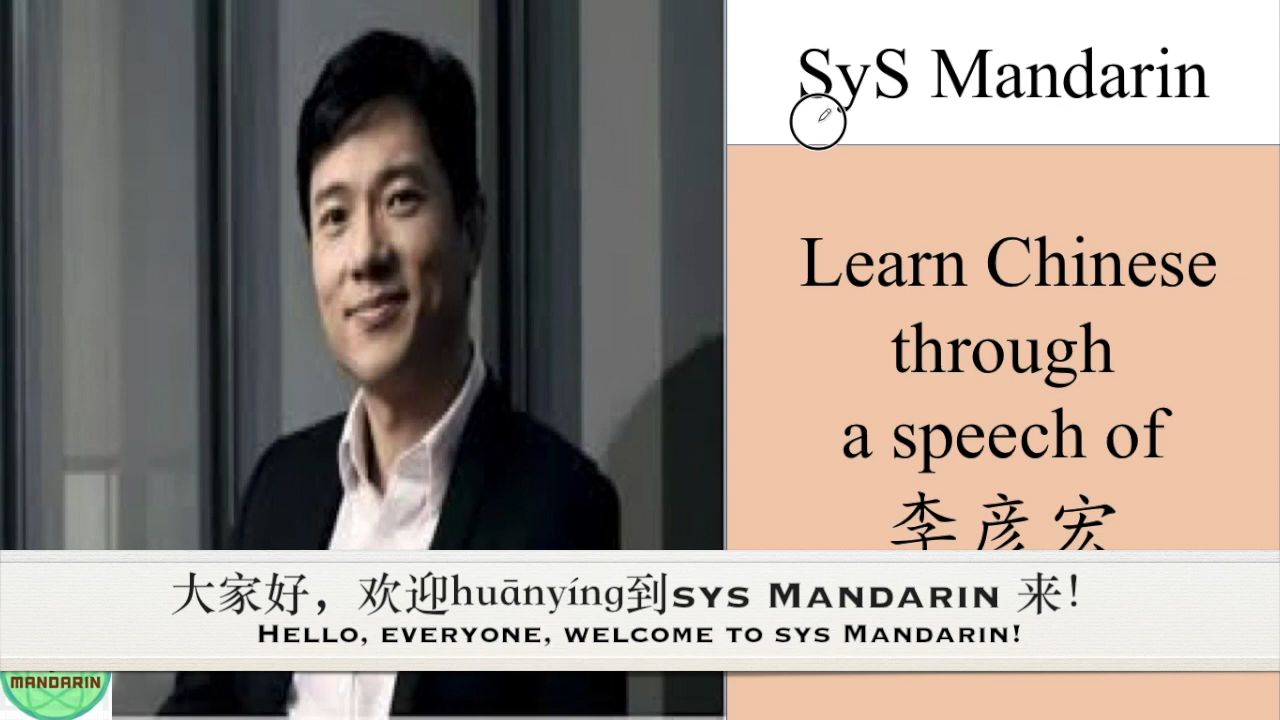 SyS Mandarin
Learn Chinese
through
a speech of
李彦宏
大家好，欢迎huānyíng到SYS MANDARIN 来！
HELLO, EVERYONE, WELCOME TO SYS MANDARIN!
MANDARIN